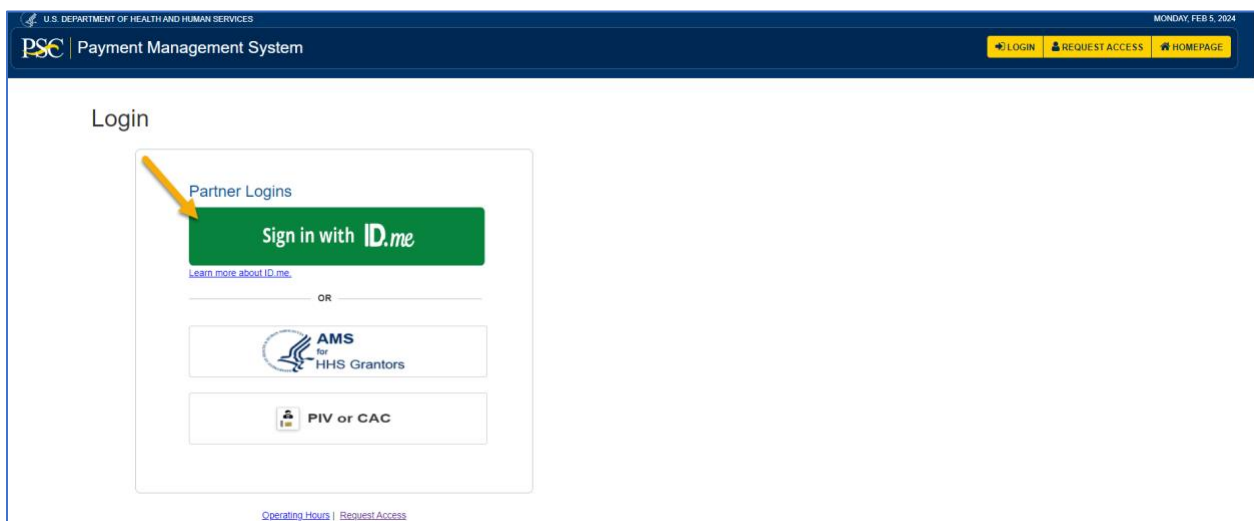 U.S. DEPARTMENT OF HEALTH AND HUMAN SERVICES
MONDAY, FEB 5, 2024
PSC | Payment Management System
LOGIN
REQUEST ACCESS
HOMEPAGE
Login
Partner Logins
Sign in with ID.me
Learn more about ID.me.
OR
AMS
for
HHS Grantors
PIV or CAC
Operating Hours | Request Access